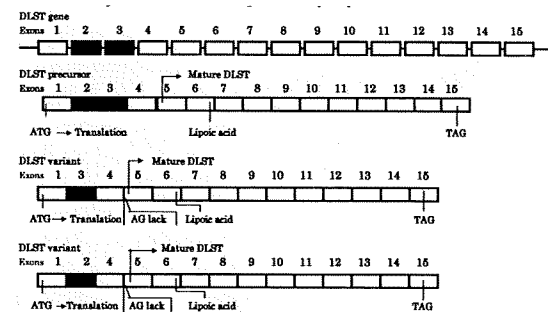 DLST gene
Exons 1 2 3 4 5 6 7 8 9 10 11 12 13 14 15
DLST precursor
Mature DLST
Exons 1 2 3 4 5 6 7 8 9 10 11 12 13 14 15
ATG → Translation Lipoic acid TAG
DLST variant
Mature DLST
Exons 1 3 4 5 6 7 8 9 10 11 12 13 14 15
ATG → Translation AG lack Lipoic acid TAG
DLST variant
Mature DLST
Exons 1 2 4 5 6 7 8 9 10 11 12 13 14 15
ATG → Translation AG lack Lipoic acid TAG